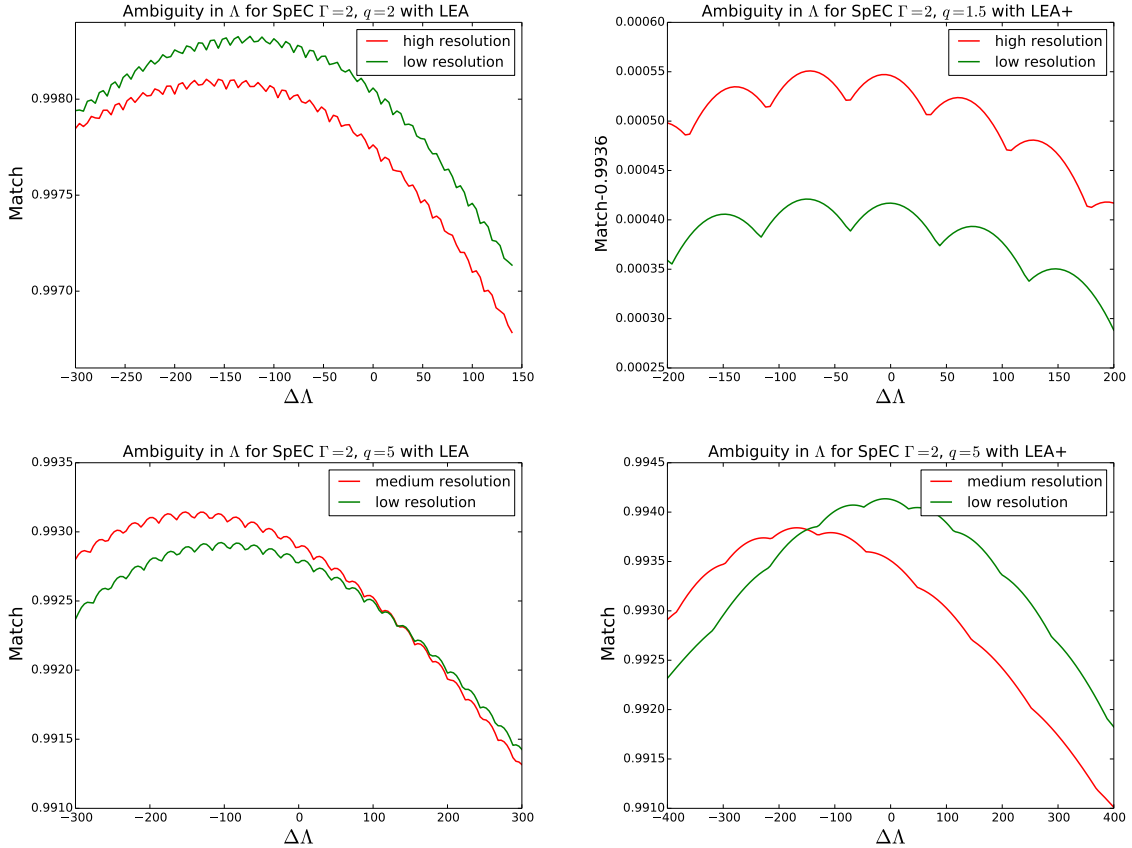 Ambiguity in Λ for SpEC Γ=2, q=2 with LEA
high resolution
low resolution
0.9980
0.9975
0.9970
Match
−300 −250 −200 −150 −100 −50 0 50 100 150
ΔΛ
Ambiguity in Λ for SpEC Γ=2, q=1.5 with LEA+
high resolution
low resolution
0.00060
0.00055
0.00050
0.00045
0.00040
0.00035
0.00030
0.00025
Match-0.9936
−200 −150 −100 −50 0 50 100 150 200
ΔΛ
Ambiguity in Λ for SpEC Γ=2, q=5 with LEA
medium resolution
low resolution
0.9935
0.9930
0.9925
0.9920
0.9915
0.9910
Match
−300 −200 −100 0 100 200 300
ΔΛ
Ambiguity in Λ for SpEC Γ=2, q=5 with LEA+
medium resolution
low resolution
0.9945
0.9940
0.9935
0.9930
0.9925
0.9920
0.9915
0.9910
Match
−400 −300 −200 −100 0 100 200 300 400
ΔΛ